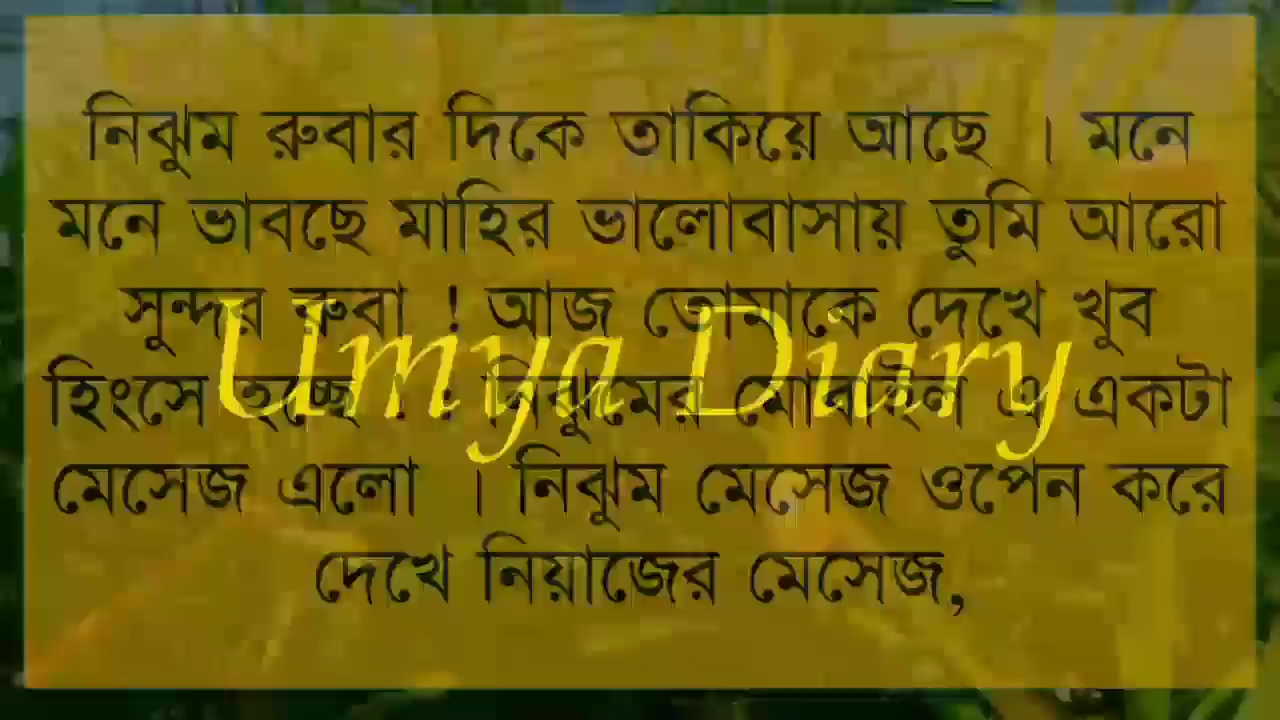 নিঝুম রুবার দিকে তাকিয়ে আছে । মনে
মনে ভাবছে মাহির ভালোবাসায় তুমি আরো
সুন্দর রুবা ! আজ তোমাকে দেখে খুব
হিংসে হচ্ছে ! ! নিঝুমের মোবাইল এ একটা
মেসেজ এলো । নিঝুম মেসেজ ওপেন করে
দেখে নিয়াজের মেসেজ,
Umya Diary